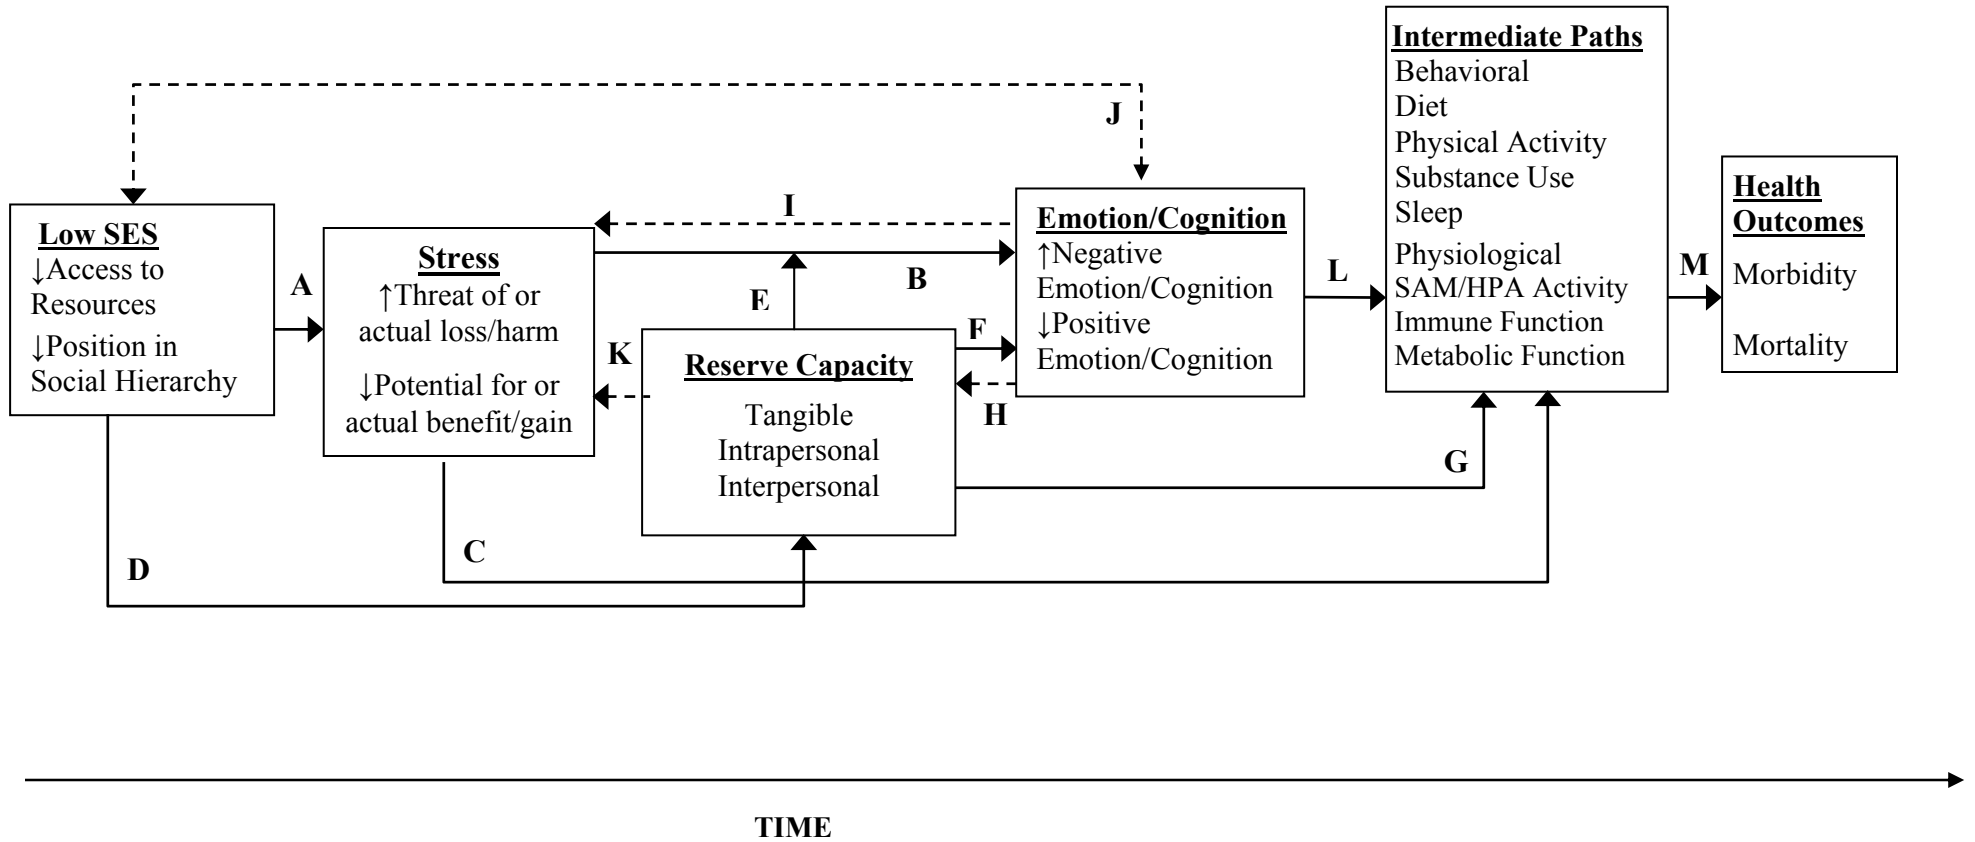 Low SES
↓Access to
Resources
↓Position in
Social Hierarchy
A
Stress
↑Threat of or
actual loss/harm
↓Potential for or
actual benefit/gain
I
B
E
K
Reserve Capacity
Tangible
Intrapersonal
Interpersonal
F
H
J
Emotion/Cognition
↑Negative
Emotion/Cognition
↓Positive
Emotion/Cognition
L
G
C
D
Intermediate Paths
Behavioral
Diet
Physical Activity
Substance Use
Sleep
Physiological
SAM/HPA Activity
Immune Function
Metabolic Function
M
Health
Outcomes
Morbidity
Mortality
TIME